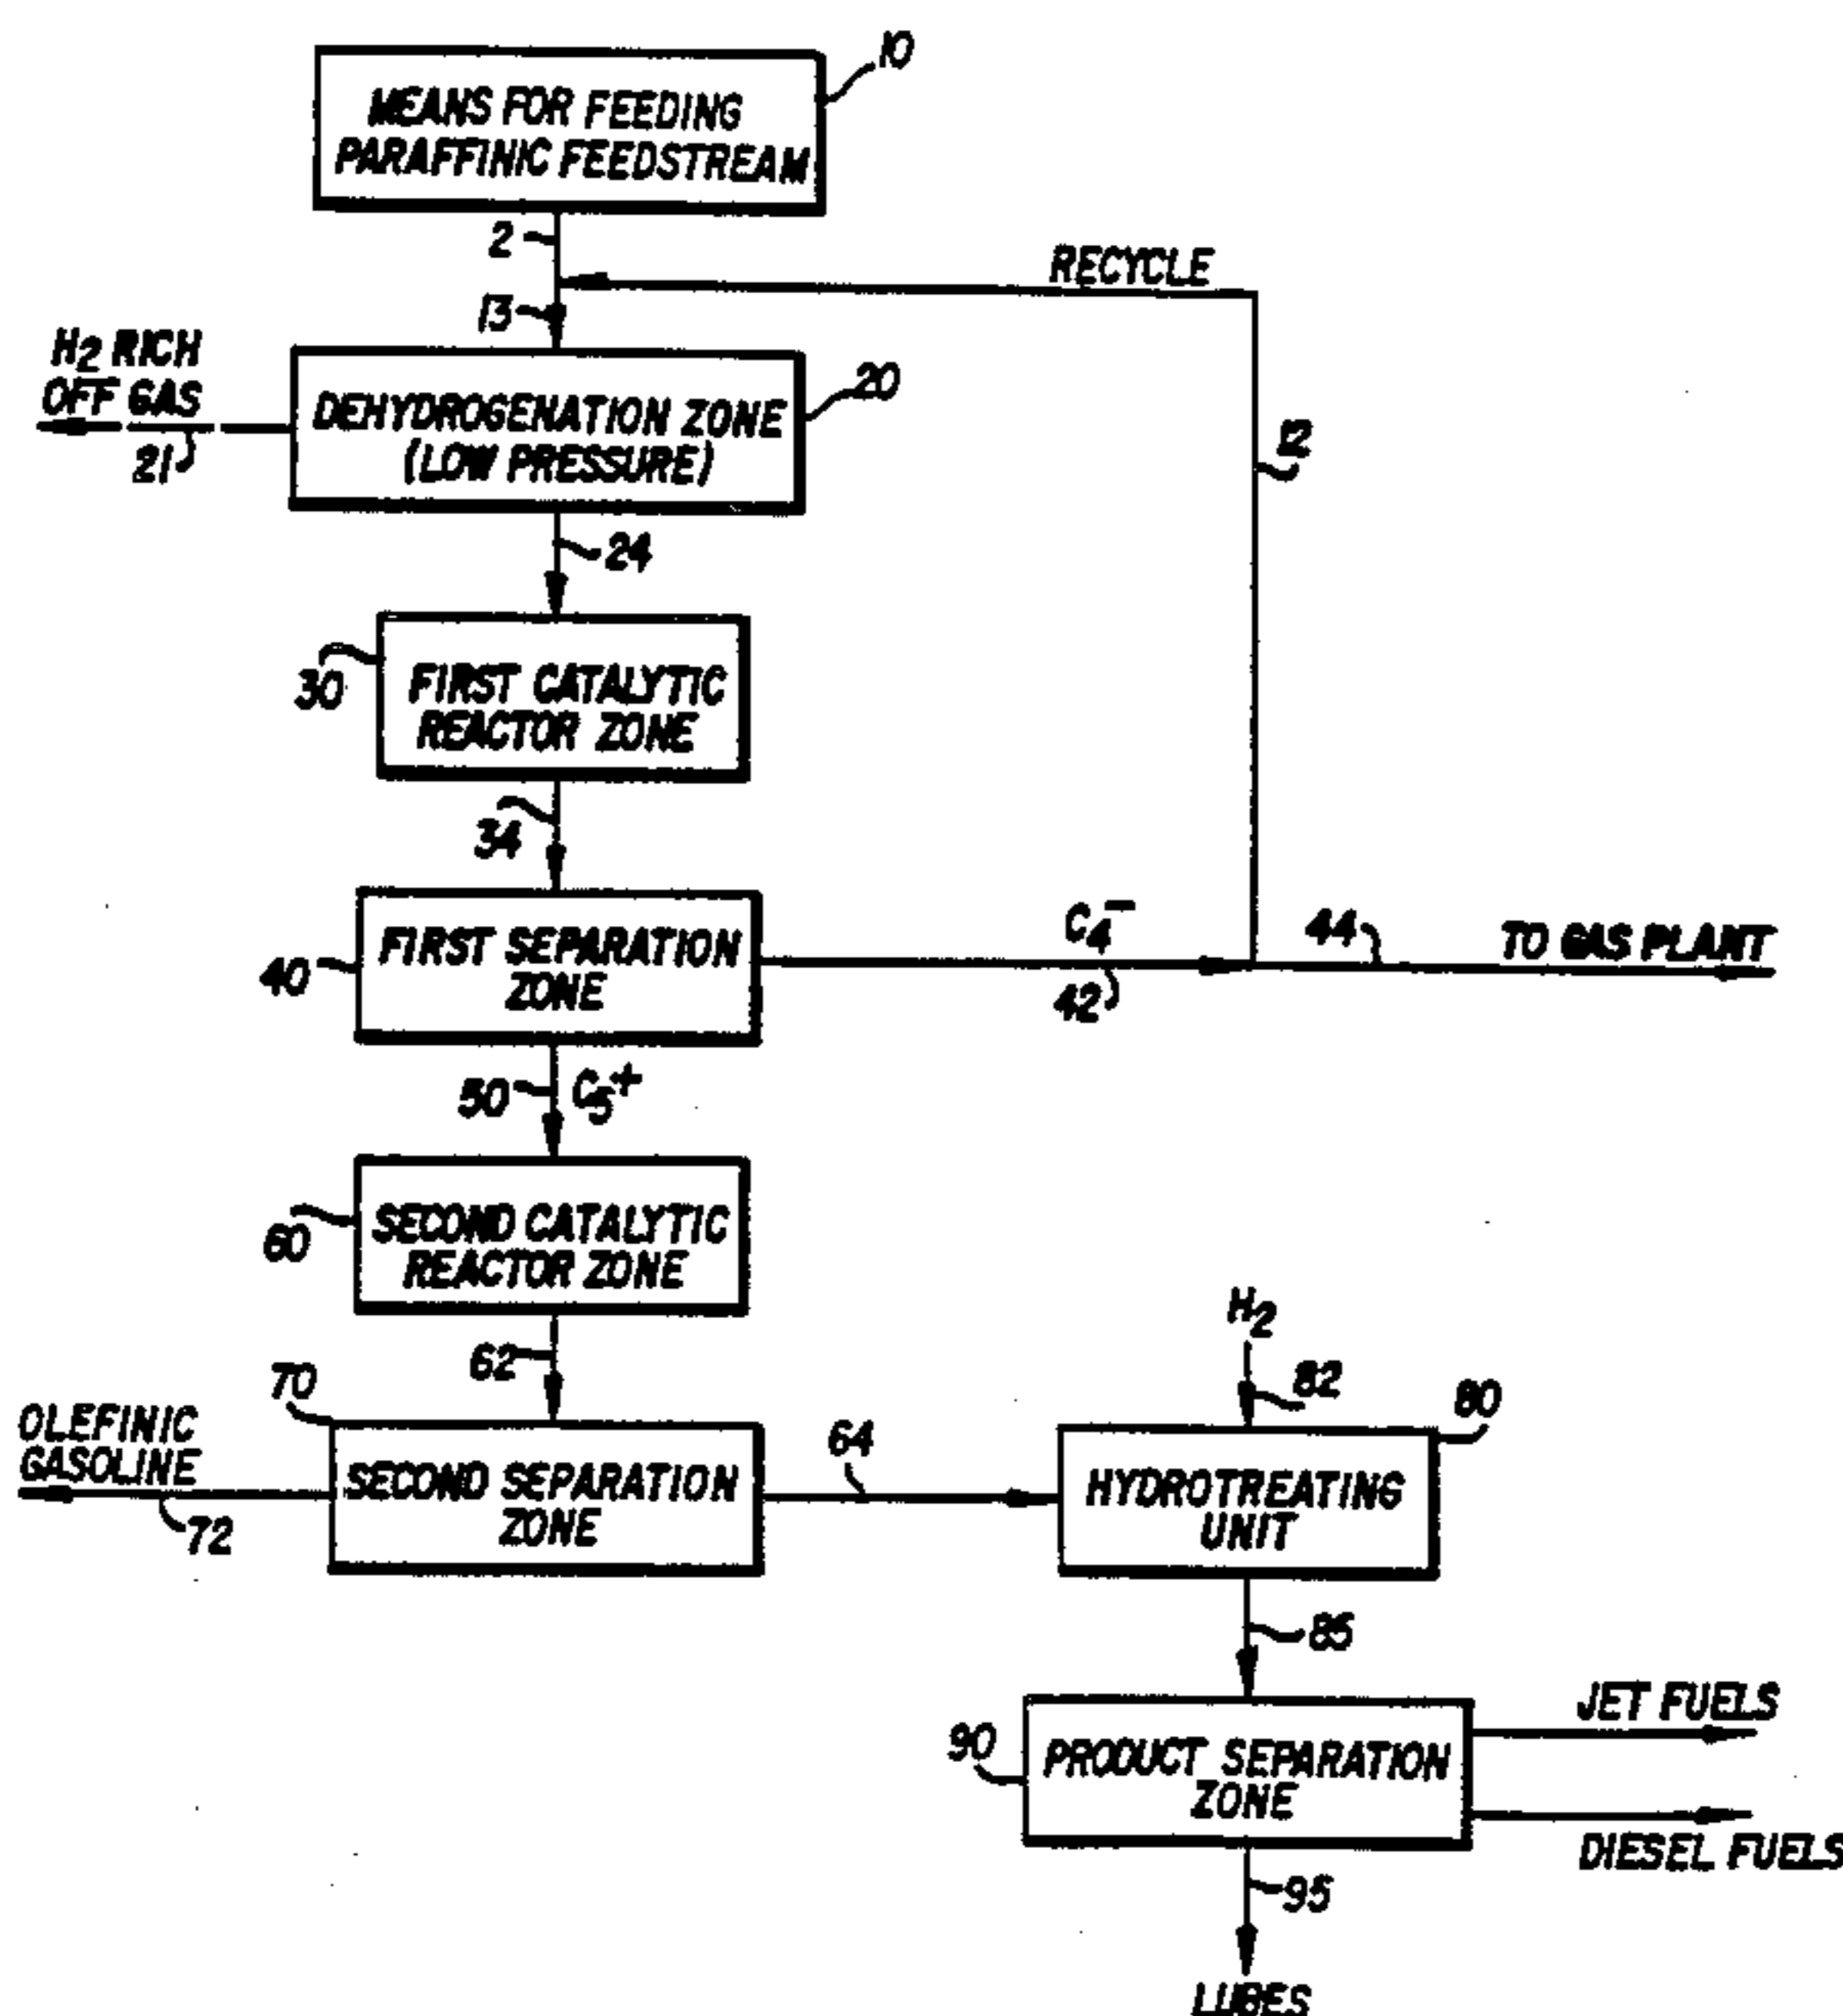 10
MEANS FOR FEEDING
PARAFFINIC FEEDSTREAM
2
RECYCLE
13
H2 RICH
OFF GAS
21
DEHYDROGENATION ZONE
(LOW PRESSURE)
20
12
24
30
FIRST CATALYTIC
REACTOR ZONE
34
40
FIRST SEPARATION
ZONE
C4-
42
44
TO GAS PLANT
50
C5+
60
SECOND CATALYTIC
REACTOR ZONE
62
H2
82
80
70
OLEFINIC
GASOLINE
72
SECOND SEPARATION
ZONE
64
HYDROTREATING
UNIT
85
90
PRODUCT SEPARATION
ZONE
JET FUELS
DIESEL FUELS
95
LUBES